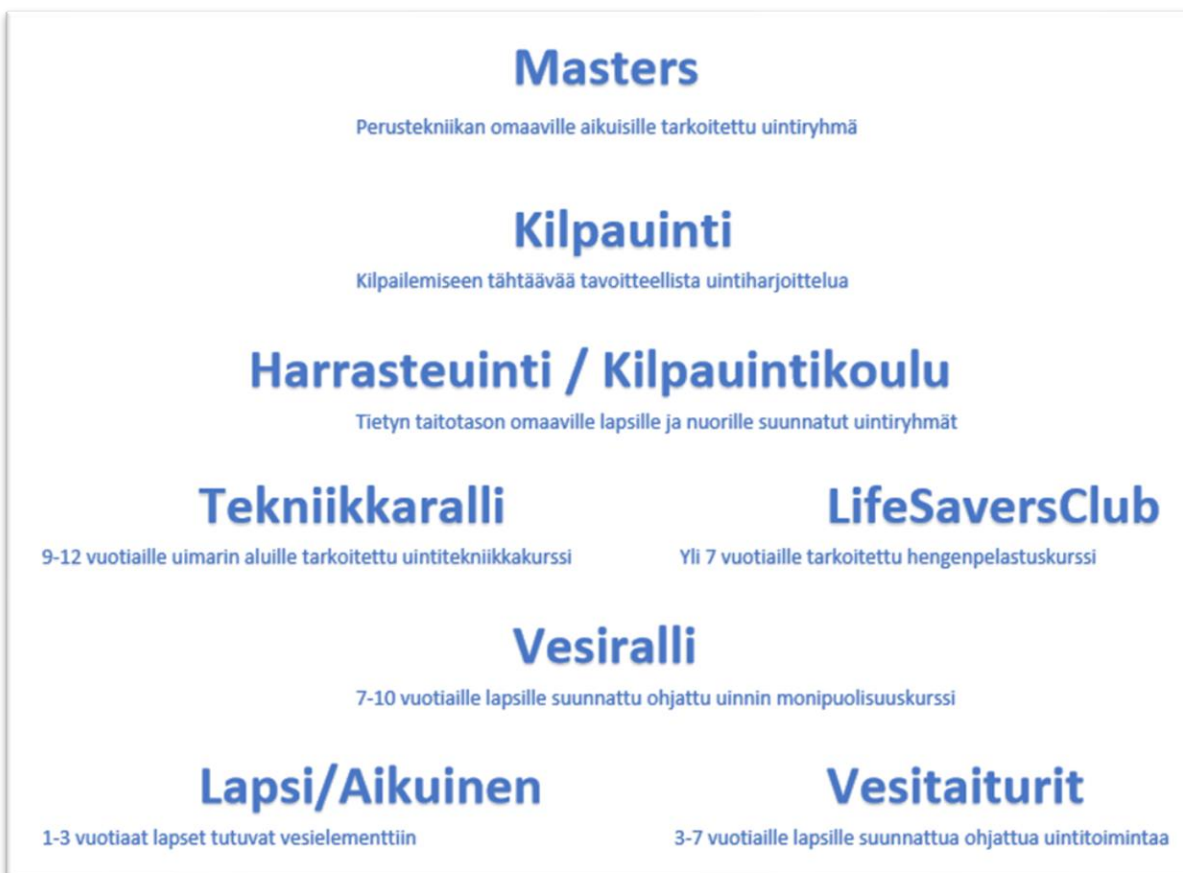 Masters
Perustekniikan omaaville aikuisille tarkoitettu uintiryhmä
Kilpauinti
Kilpailemiseen tähtäävää tavoitteellista uintiharjoittelua
Harrasteuinti / Kilpauintikoulu
Tietyn taitotason omaaville lapsille ja nuorille suunnatut uintiryhmät
Tekniikkaralli
9-12 vuotiaille uimarin aluille tarkoitettu uintitekniikkakurssi
LifeSaversClub
Yli 7 vuotiaille tarkoitettu hengenpelastuskurssi
Vesiralli
7-10 vuotiaille lapsille suunnattu ohjattu uinnin monipuolisuuskurssi
Lapsi/Aikuinen
1-3 vuotiaat lapset tutuvat vesielementtiin
Vesitaiturit
3-7 vuotiaille lapsille suunnattua ohjattua uintitoimintaa